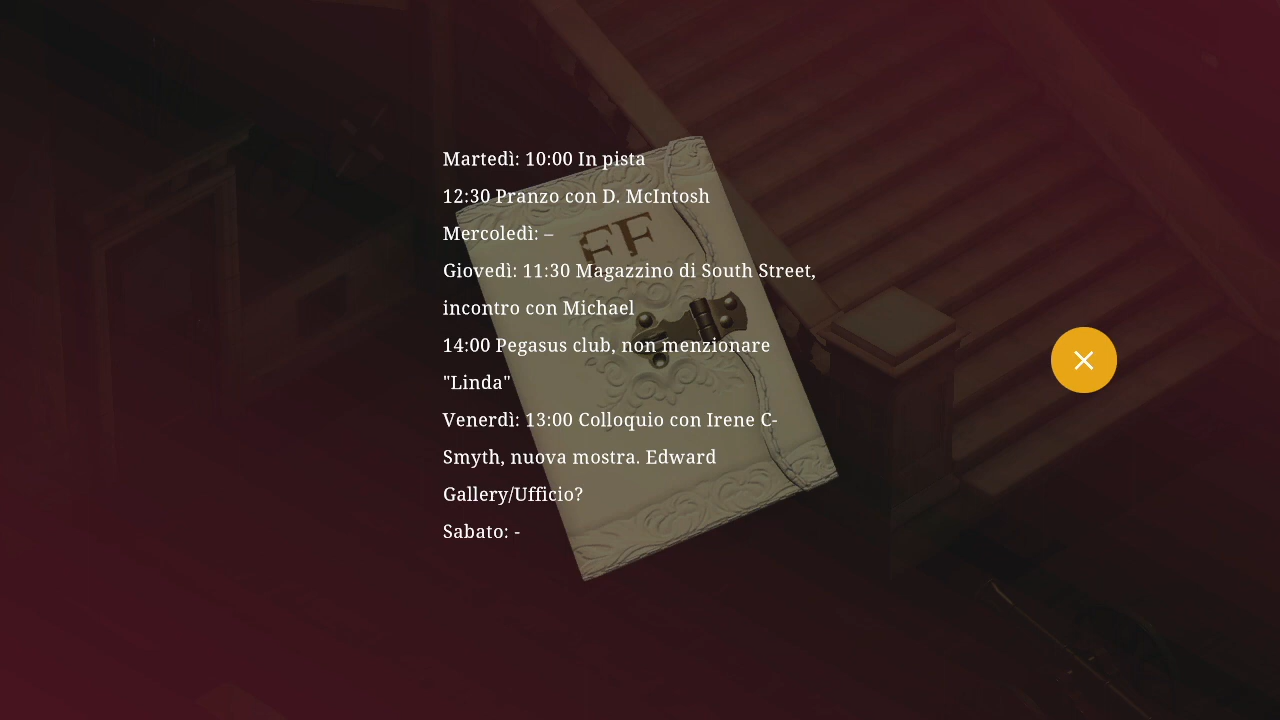 Martedì: 10:00 In pista
12:30 Pranzo con D. McIntosh
Mercoledì: –
FF
Giovedì: 11:30 Magazzino di South Street,
incontro con Michael
14:00 Pegasus club, non menzionare
"Linda"
Venerdì: 13:00 Colloquio con Irene C-
Smyth, nuova mostra. Edward
Gallery/Ufficio?
Sabato: -